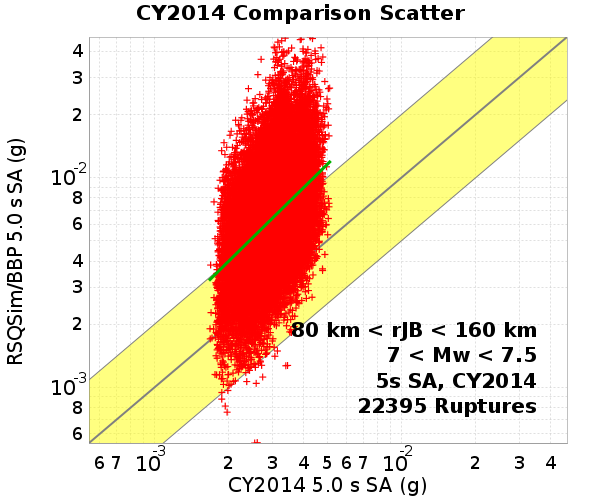 CY2014 Comparison Scatter
RSQSim/BBP 5.0 s SA (g)
4
3
2
10-2
8
6
4
3
2
10-3
8
6
80 km < rJB < 160 km
7 < Mw < 7.5
5s SA, CY2014
22395 Ruptures
6 7 10-3 2 3 4 5 6 7 10-2 2 3 4
CY2014 5.0 s SA (g)